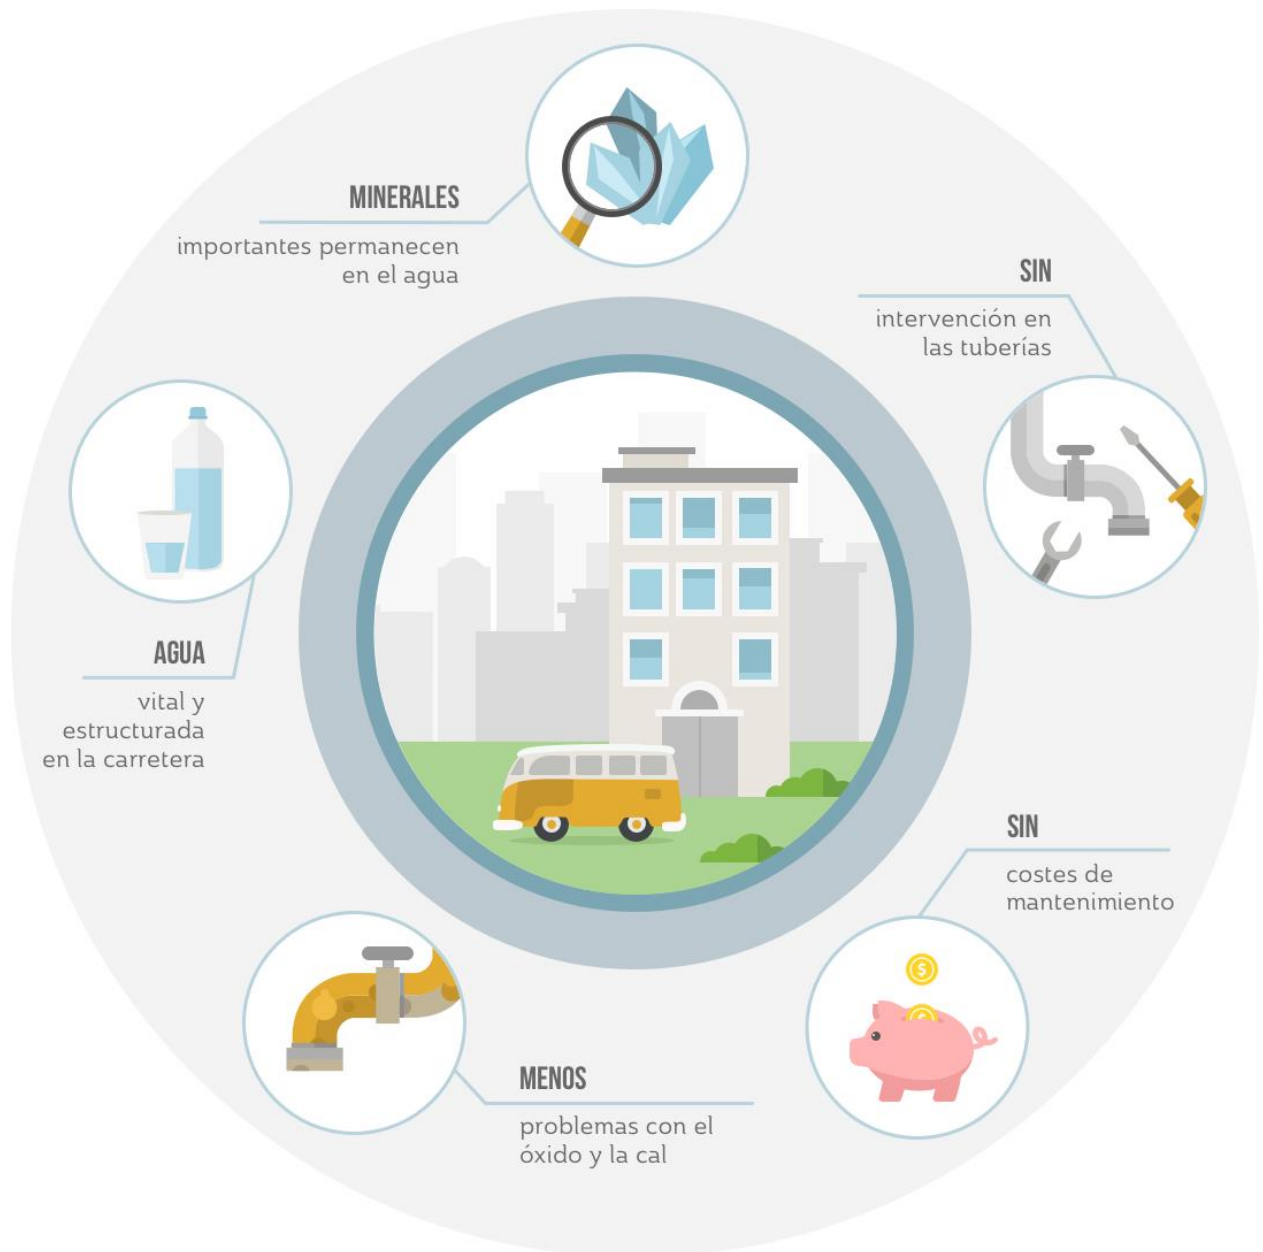 MINERALES
importantes permanecen
en el agua
SIN
intervención en
las tuberías
AGUA
vital y
estructurada
en la carretera
SIN
costes de
mantenimiento
MENOS
problemas con el
óxido y la cal
$